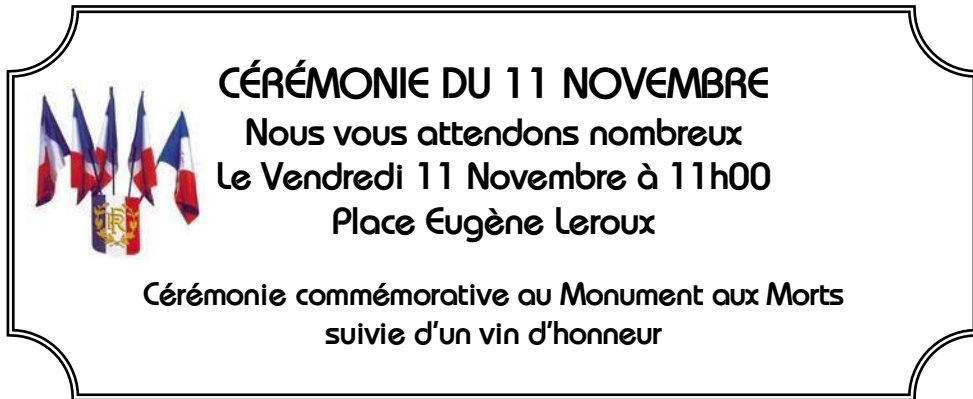 CÉRÉMONIE DU 11 NOVEMBRE
Nous vous attendons nombreux
Le Vendredi 11 Novembre à 11h00
Place Eugène Leroux
RF
Cérémonie commémorative au Monument aux Morts
suivie d'un vin d'honneur